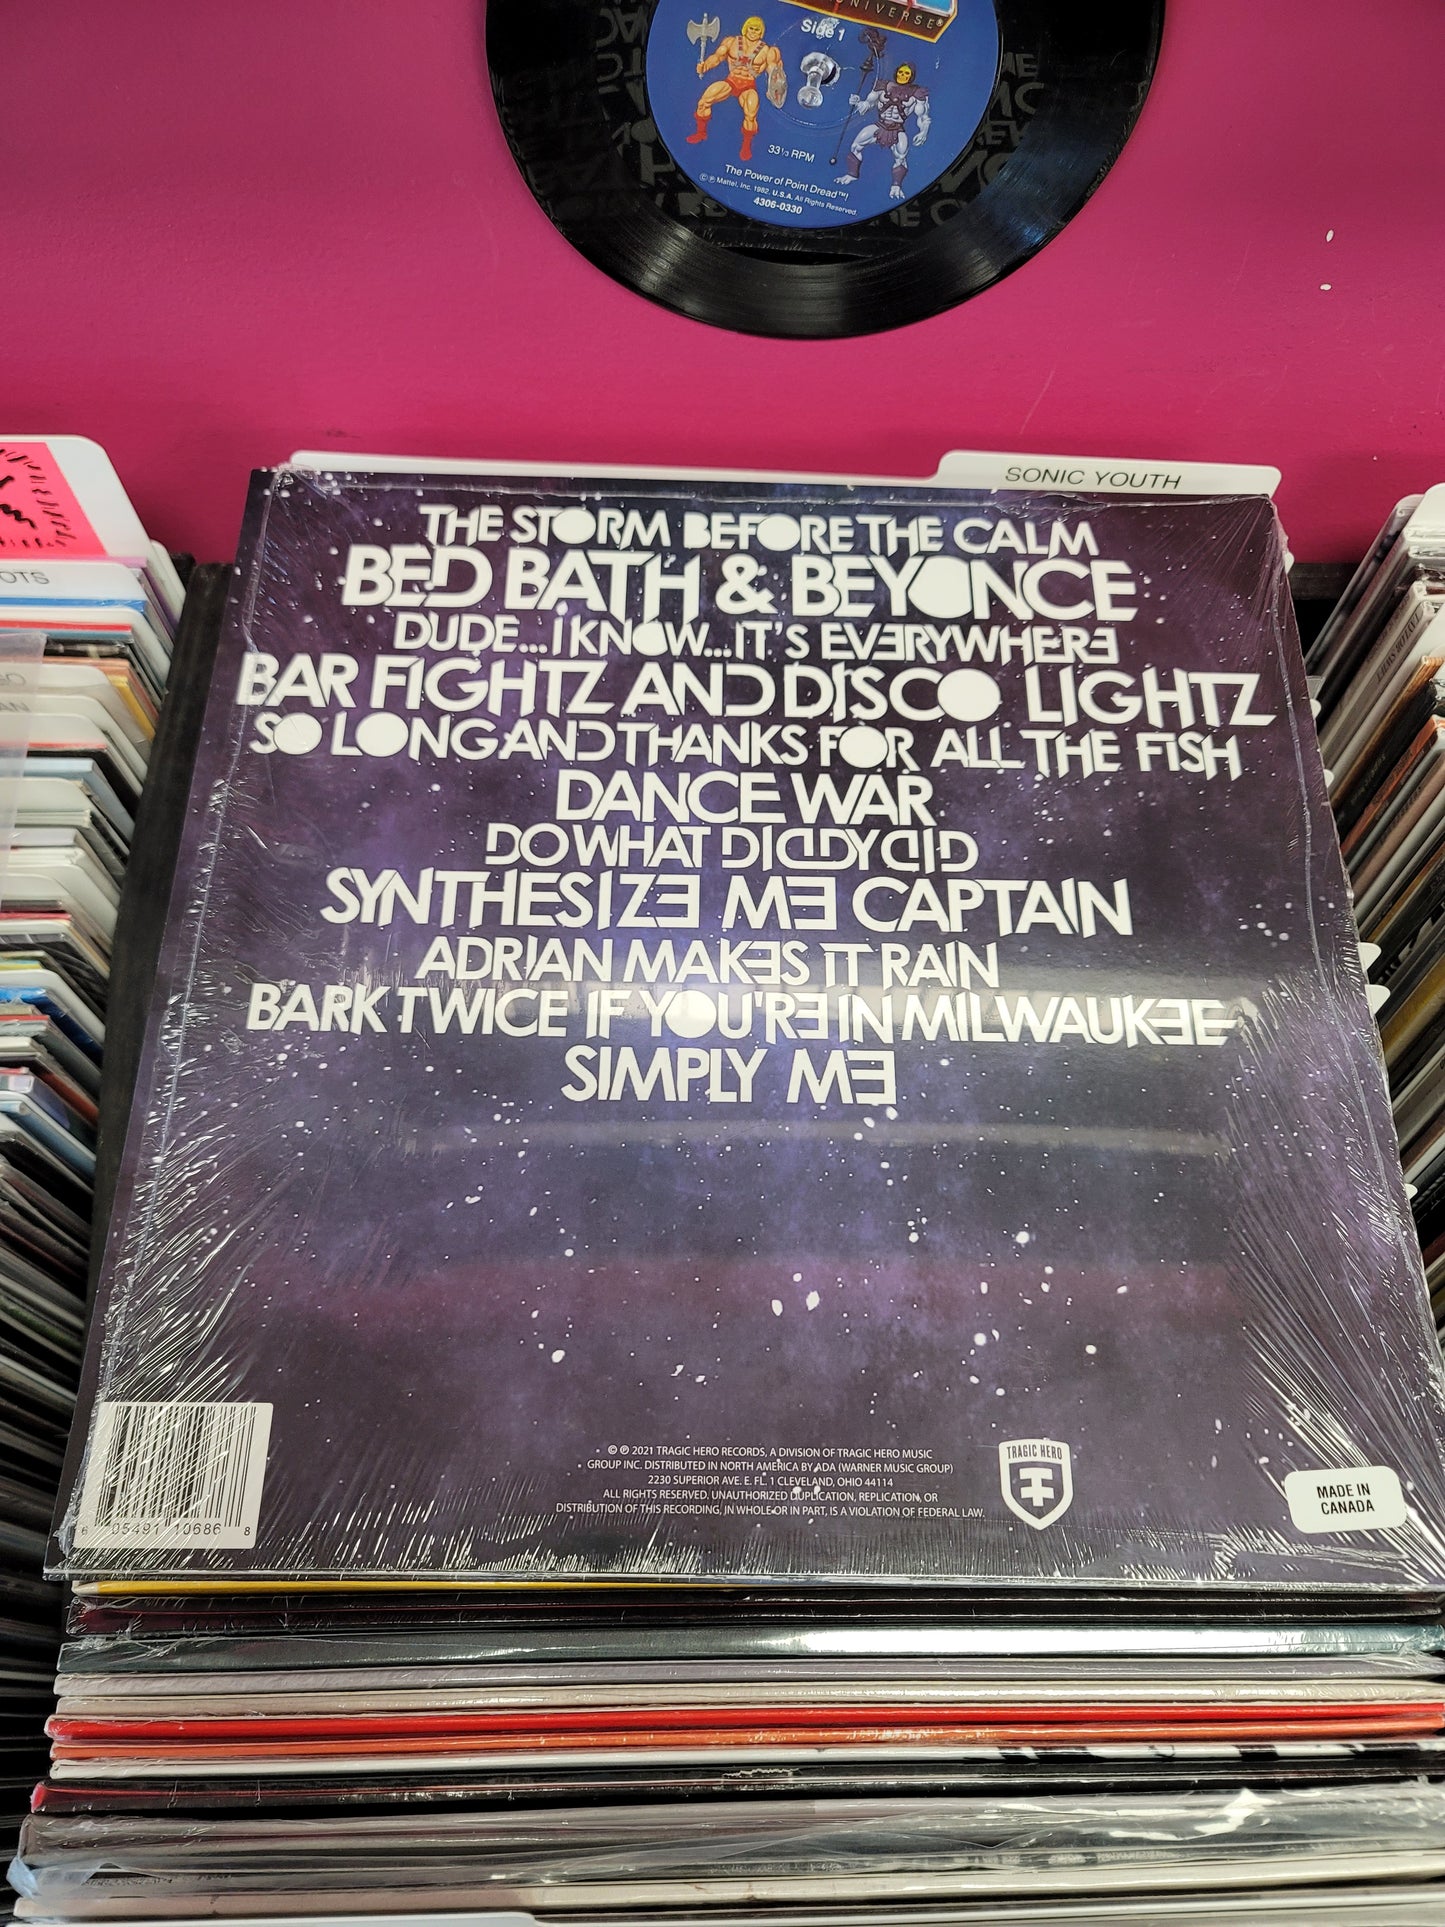 UNIVERSE®
Side 1
33⅓ RPM
The Power of Point Dread™/
©℗ Mattel, Inc. 1982. U.S.A. All Rights Reserved.
4306-0330
SONIC YOUTH
OTS
THE STORM BEFORE THE CALM
BED BATH & BEYONCE
DUDE...I KNOW...IT'S EVERYWHERE
BAR FIGHTZ AND DISCO LIGHTZ
SO LONG AND THANKS FOR ALL THE FISH
DANCE WAR
DO WHAT DIDDY DID
SYNTHESIZE ME CAPTAIN
ADRIAN MAKES IT RAIN
BARK TWICE IF YOU'RE IN MILWAUKEE
SIMPLY ME
© ℗ 2021 TRAGIC HERO RECORDS, A DIVISION OF TRAGIC HERO MUSIC
GROUP INC. DISTRIBUTED IN NORTH AMERICA BY ADA (WARNER MUSIC GROUP)
2230 SUPERIOR AVE. E. FL. 1 CLEVELAND, OHIO 44114
ALL RIGHTS RESERVED. UNAUTHORIZED DUPLICATION, REPLICATION, OR
DISTRIBUTION OF THIS RECORDING, IN WHOLE OR IN PART, IS A VIOLATION OF FEDERAL LAW.
TRAGIC HERO
MADE IN
CANADA
6 05491 10686 8